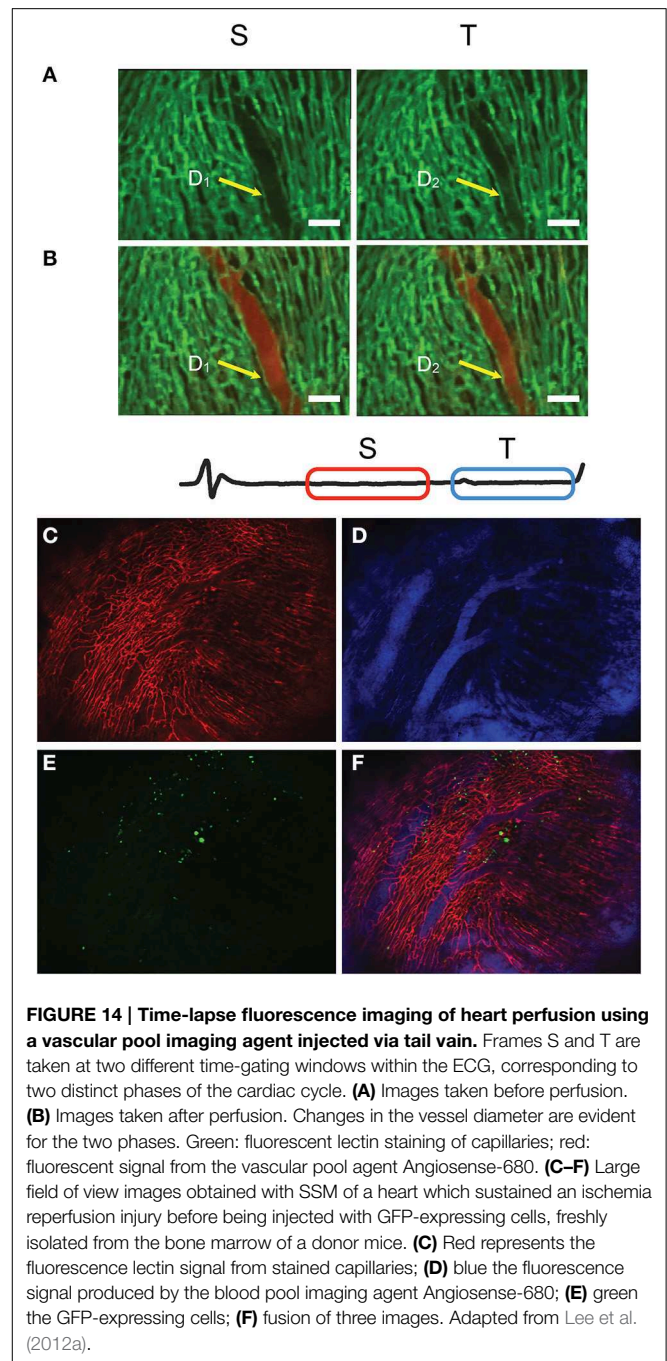 S T
A
D1 D2
B
D1 D2
S T
C D
E F
FIGURE 14 | Time-lapse fluorescence imaging of heart perfusion using
a vascular pool imaging agent injected via tail vain. Frames S and T are
taken at two different time-gating windows within the ECG, corresponding to
two distinct phases of the cardiac cycle. (A) Images taken before perfusion.
(B) Images taken after perfusion. Changes in the vessel diameter are evident
for the two phases. Green: fluorescent lectin staining of capillaries; red:
fluorescent signal from the vascular pool agent Angiosense-680. (C–F) Large
field of view images obtained with SSM of a heart which sustained an ischemia
reperfusion injury before being injected with GFP-expressing cells, freshly
isolated from the bone marrow of a donor mice. (C) Red represents the
fluorescence lectin signal from stained capillaries; (D) blue the fluorescence
signal produced by the blood pool imaging agent Angiosense-680; (E) green
the GFP-expressing cells; (F) fusion of three images. Adapted from Lee et al.
(2012a).